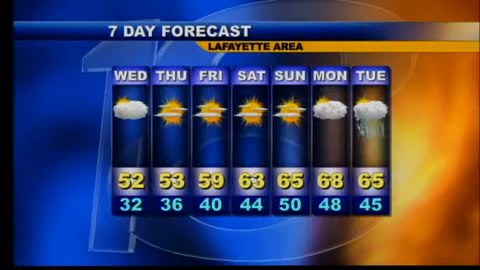 7 DAY FORECAST
LAFAYETTE AREA
WED THU FRI SAT SUN MON TUE
52 53 59 63 65 68 65
32 36 40 44 50 48 45